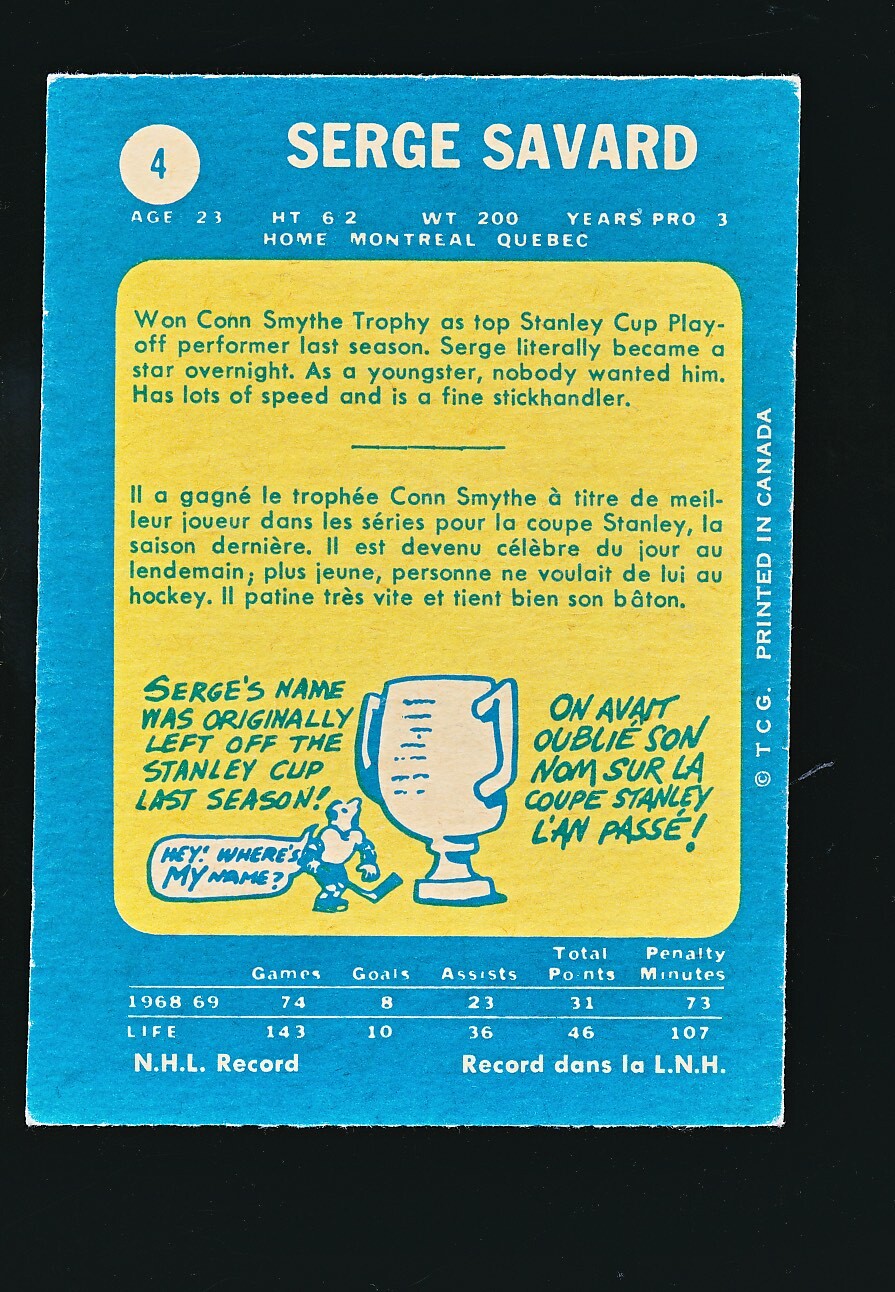 4
SERGE SAVARD
AGE 23 HT 6 2 WT 200 YEARS PRO 3
HOME MONTREAL QUEBEC
Won Conn Smythe Trophy as top Stanley Cup Play-
off performer last season. Serge literally became a
star overnight. As a youngster, nobody wanted him.
Has lots of speed and is a fine stickhandler.
Il a gagné le trophée Conn Smythe à titre de meil-
leur joueur dans les séries pour la coupe Stanley, la
saison dernière. Il est devenu célèbre du jour au
lendemain; plus jeune, personne ne voulait de lui au
hockey. Il patine très vite et tient bien son bâton.
SERGE'S NAME
WAS ORIGINALLY
LEFT OFF THE
STANLEY CUP
LAST SEASON!
HEY! WHERE'S
MY NAME?
ON AVAIT
OUBLIÉ SON
NOM SUR LA
COUPE STANLEY
L'AN PASSÉ!
Games Goals Assists Total Points Penalty Minutes
1968 69 74 8 23 31 73
LIFE 143 10 36 46 107
N.H.L. Record Record dans la L.N.H.
© T C G. PRINTED IN CANADA